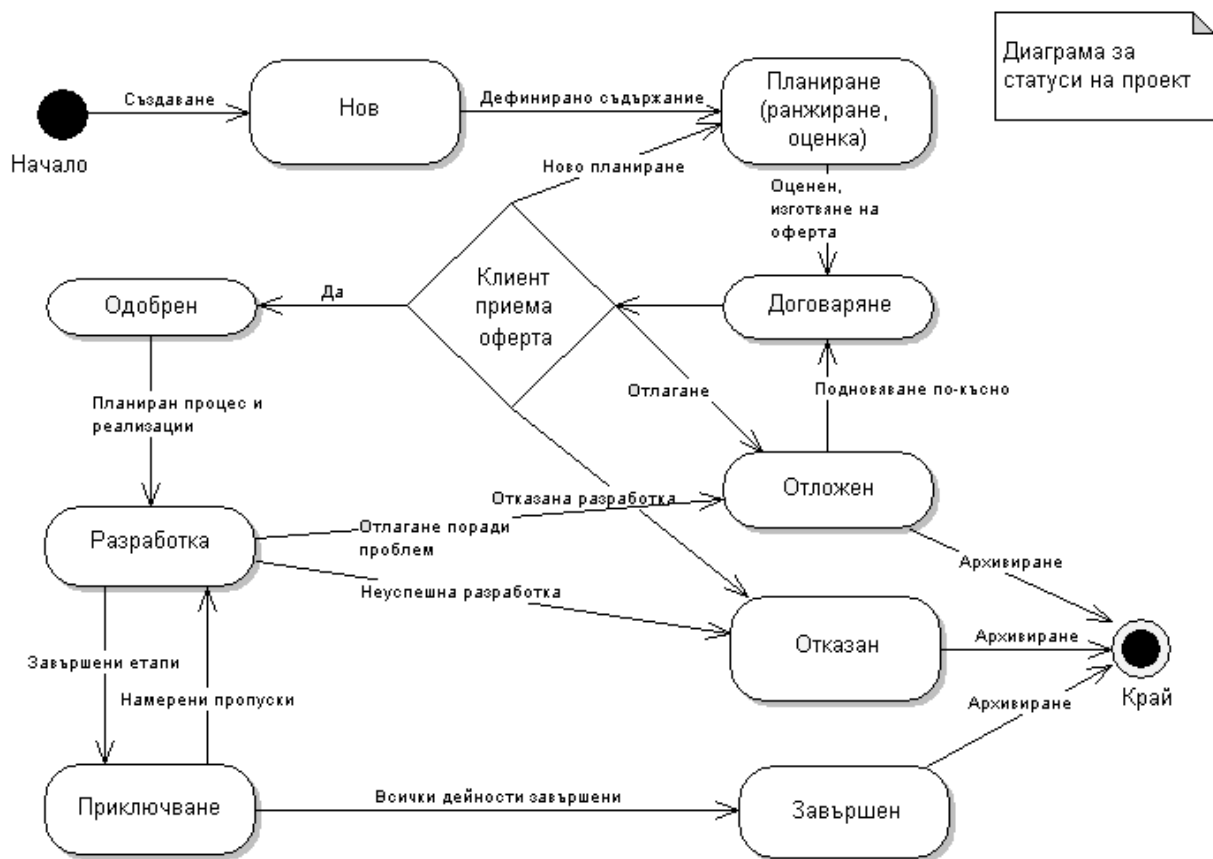 Диаграма за
статуси на проект
Начало
Създаване
Нов
Дефинирано съдържание
Планиране
(ранжиране,
оценка)
Ново планиране
Оценен,
изготвяне на
оферта
Клиент
приема
оферта
Да
Одобрен
Договаряне
Отлагане
Подновяване по-късно
Планиран процес и
реализации
Отложен
Отказана разработка
Разработка
Отлагане поради
проблем
Неуспешна разработка
Архивиране
Отказан
Архивиране
Край
Завършени етапи
Намерени пропуски
Архивиране
Приключване
Всички дейности завършени
Завършен